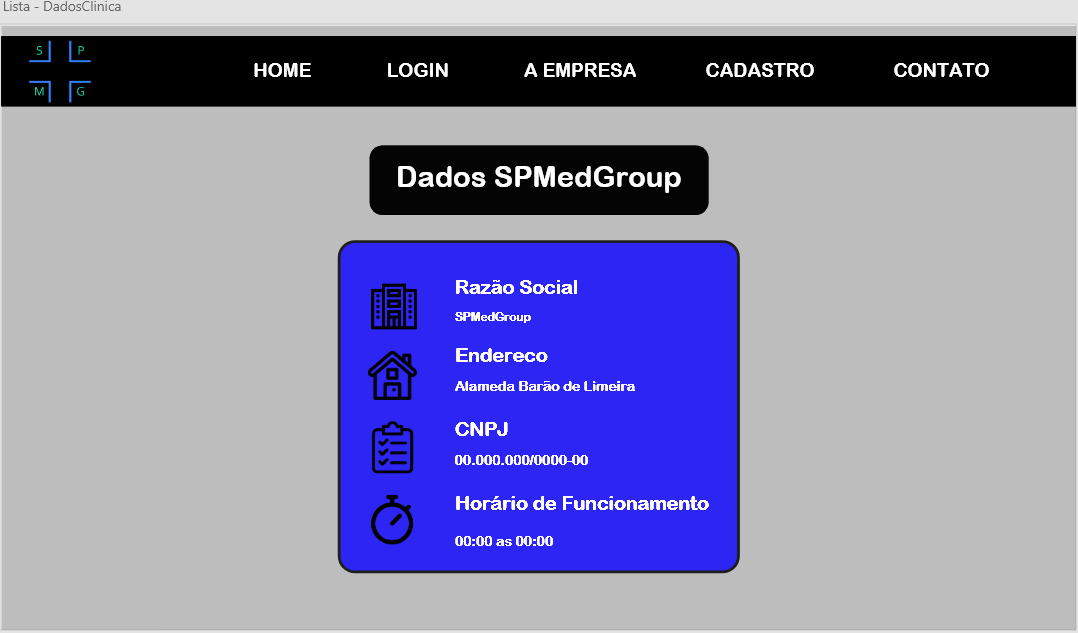 Lista - DadosClinica
S P
M G
HOME LOGIN A EMPRESA CADASTRO CONTATO
Dados SPMedGroup
Razão Social
SPMedGroup
Endereco
Alameda Barão de Limeira
CNPJ
00.000.000/0000-00
Horário de Funcionamento
00:00 as 00:00